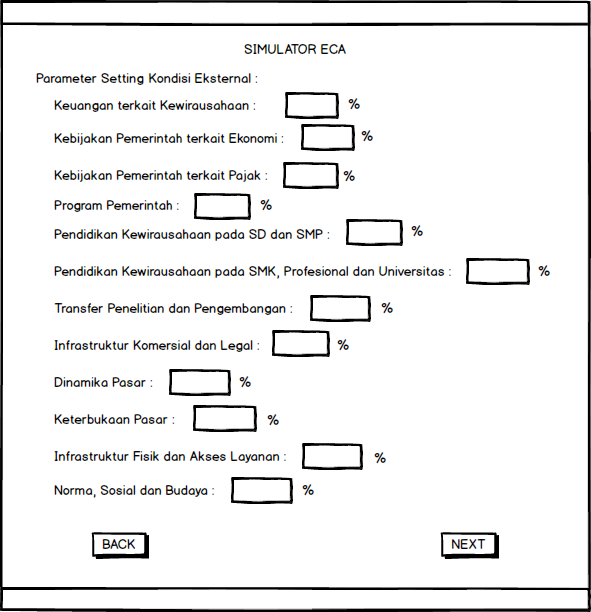 SIMULATOR ECA
Parameter Setting Kondisi Eksternal :
Keuangan terkait Kewirausahaan : %
Kebijakan Pemerintah terkait Ekonomi : %
Kebijakan Pemerintah terkait Pajak : %
Program Pemerintah : %
Pendidikan Kewirausahaan pada SD dan SMP : %
Pendidikan Kewirausahaan pada SMK, Profesional dan Universitas : %
Transfer Penelitian dan Pengembangan : %
Infrastruktur Komersial dan Legal : %
Dinamika Pasar : %
Keterbukaan Pasar : %
Infrastruktur Fisik dan Akses Layanan : %
Norma, Sosial dan Budaya : %
BACK NEXT